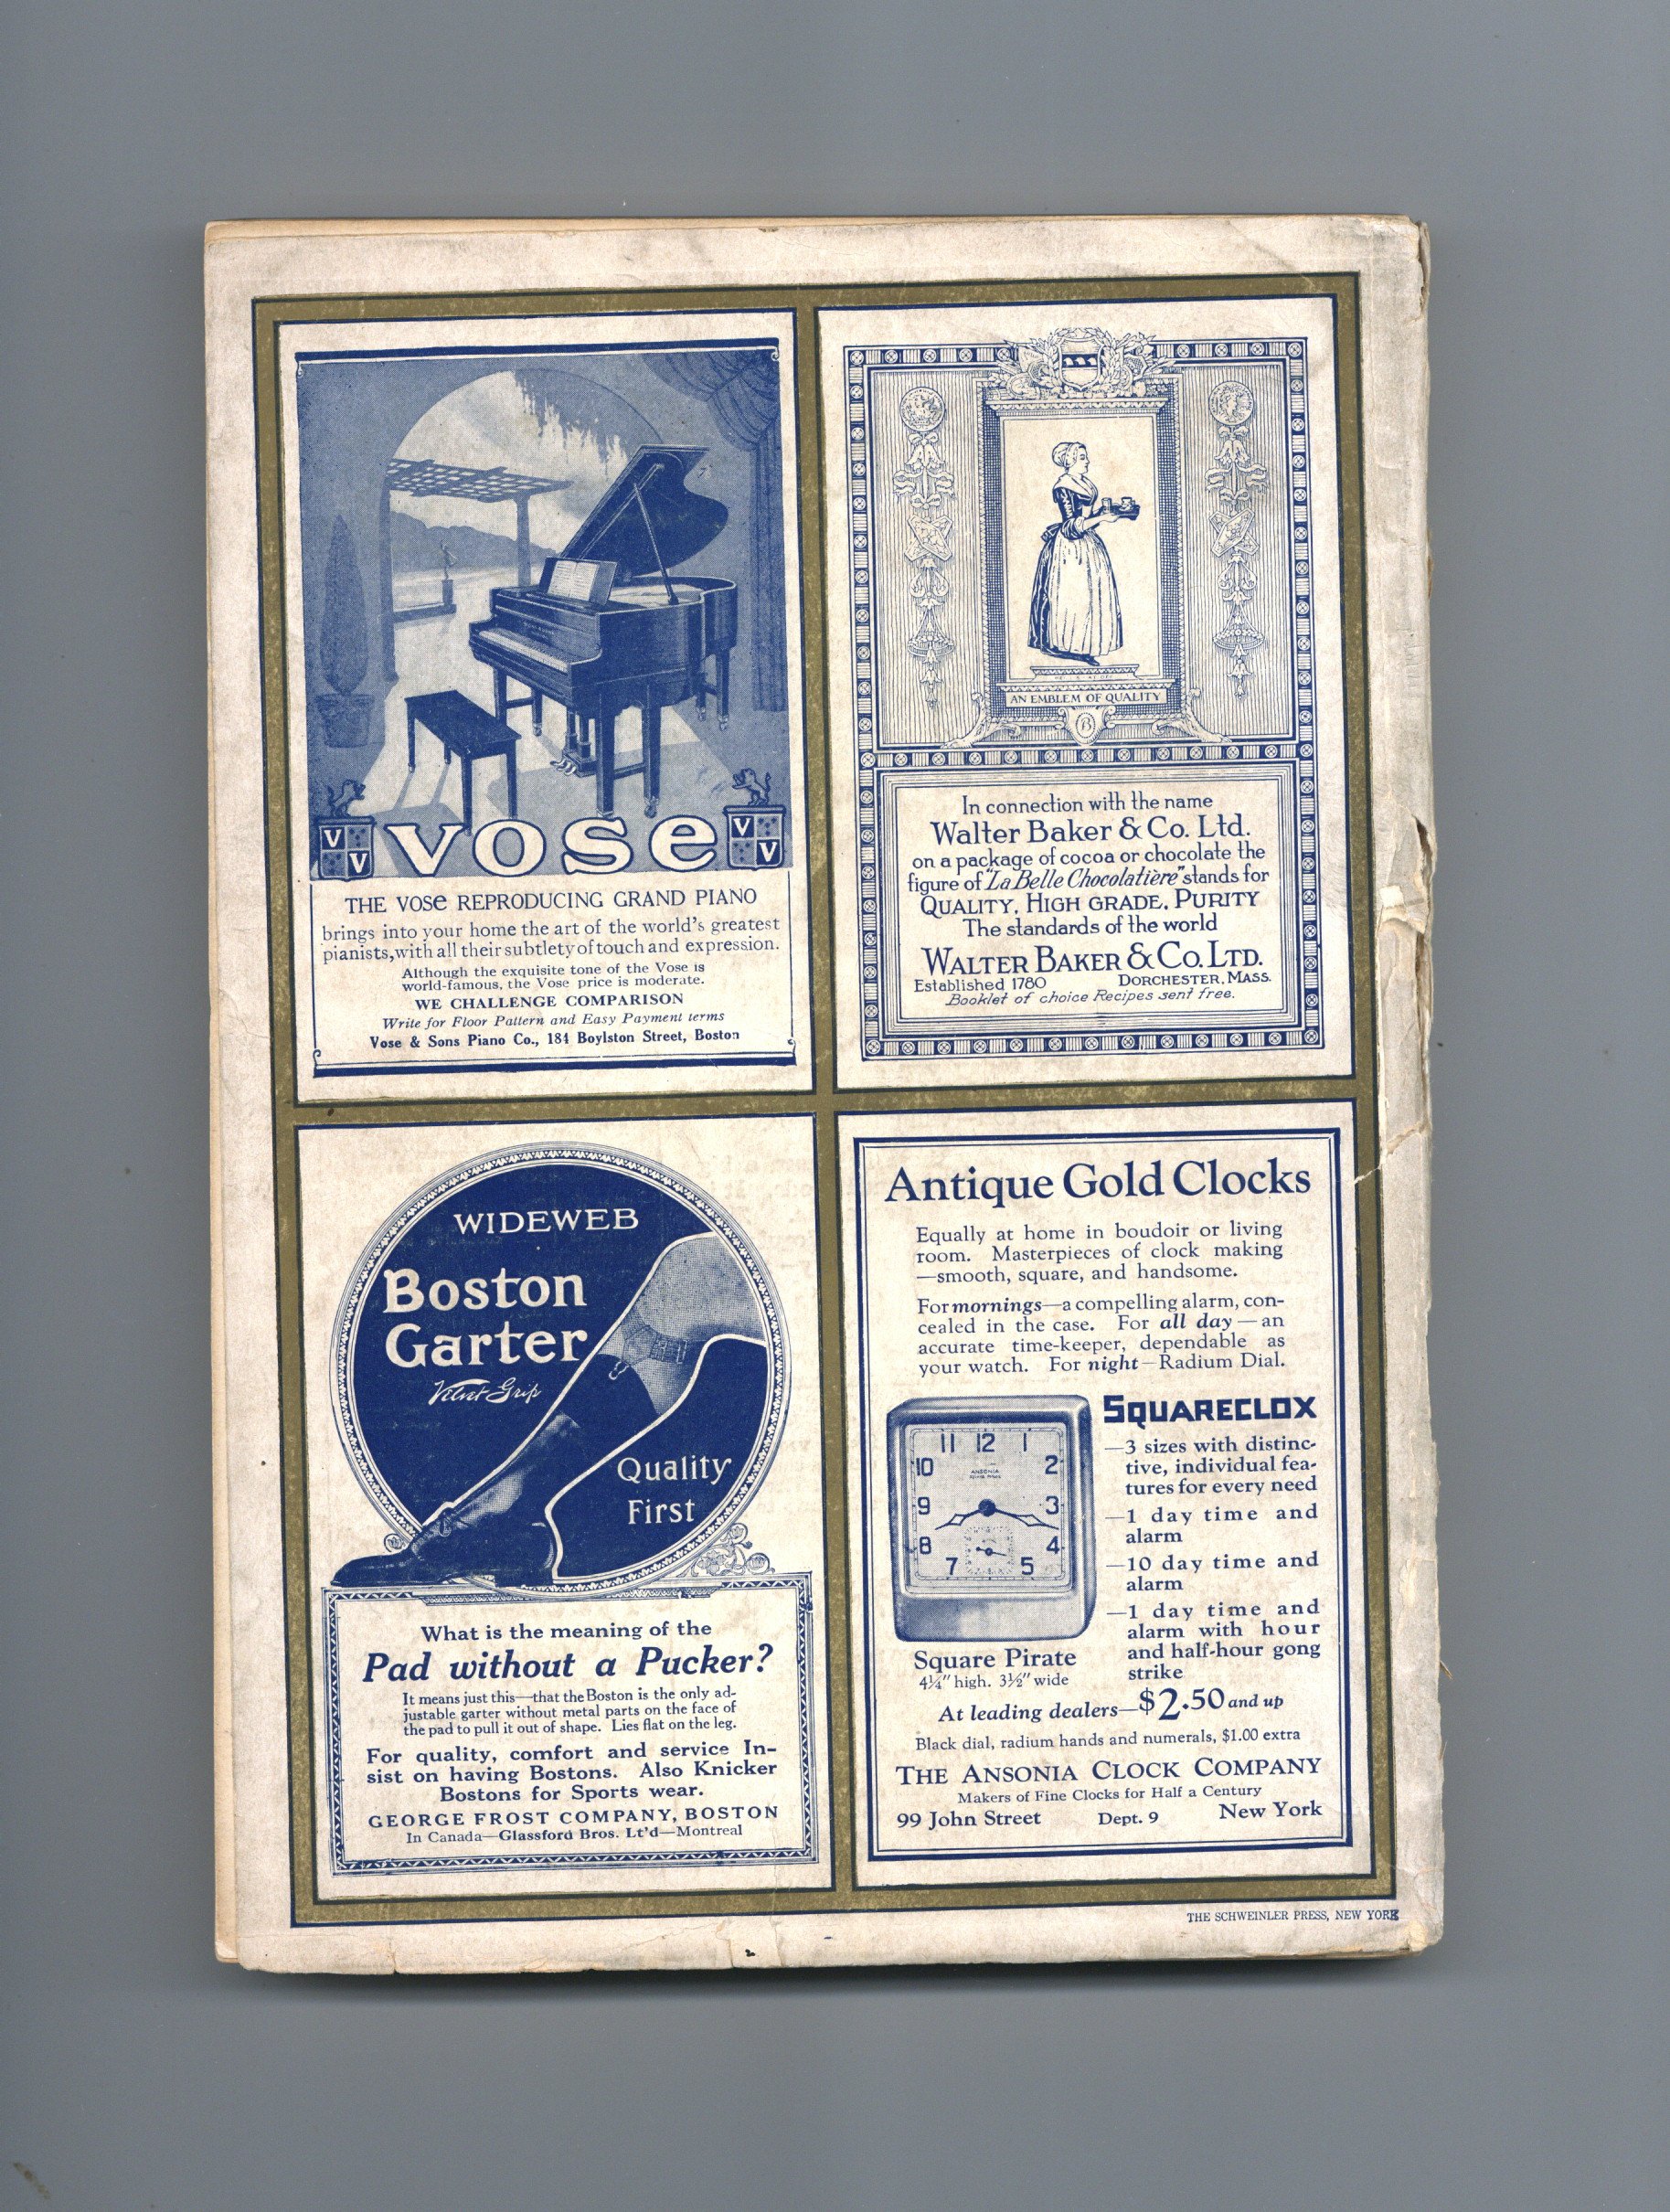 V V
VOSE
V V
THE VOSe REPRODUCING GRAND PIANO
brings into your home the art of the world's greatest
pianists, with all their subtlety of touch and expression.
Although the exquisite tone of the Vose is
world-famous, the Vose price is moderate.
WE CHALLENGE COMPARISON
Write for Floor Pattern and Easy Payment terms
Vose & Sons Piano Co., 184 Boylston Street, Boston
AN EMBLEM OF QUALITY
B
In connection with the name
Walter Baker & Co. Ltd.
on a package of cocoa or chocolate the
figure of "La Belle Chocolatière" stands for
QUALITY, HIGH GRADE, PURITY
The standards of the world
WALTER BAKER & CO. LTD.
Established 1780 DORCHESTER, MASS.
Booklet of choice Recipes sent free.
WIDEWEB
Boston
Garter
Velvet Grip
Quality
First
What is the meaning of the
Pad without a Pucker?
It means just this—that the Boston is the only ad-
justable garter without metal parts on the face of
the pad to pull it out of shape. Lies flat on the leg.
For quality, comfort and service In-
sist on having Bostons. Also Knicker
Bostons for Sports wear.
GEORGE FROST COMPANY, BOSTON
In Canada—Glassford Bros. Lt'd—Montreal
Antique Gold Clocks
Equally at home in boudoir or living
room. Masterpieces of clock making
—smooth, square, and handsome.
For mornings—a compelling alarm, con-
cealed in the case. For all day—an
accurate time-keeper, dependable as
your watch. For night—Radium Dial.
11 12 1
10 2
ANSONIA
9 3
8 4
7 5
Square Pirate
4¼" high. 3½" wide
SQUARECLOX
—3 sizes with distinc-
tive, individual fea-
tures for every need
—1 day time and
alarm
—10 day time and
alarm
—1 day time and
alarm with hour
and half-hour gong
strike
At leading dealers—$2.50 and up
Black dial, radium hands and numerals, $1.00 extra
THE ANSONIA CLOCK COMPANY
Makers of Fine Clocks for Half a Century
99 John Street Dept. 9 New York
THE SCHWEINLER PRESS, NEW YORK